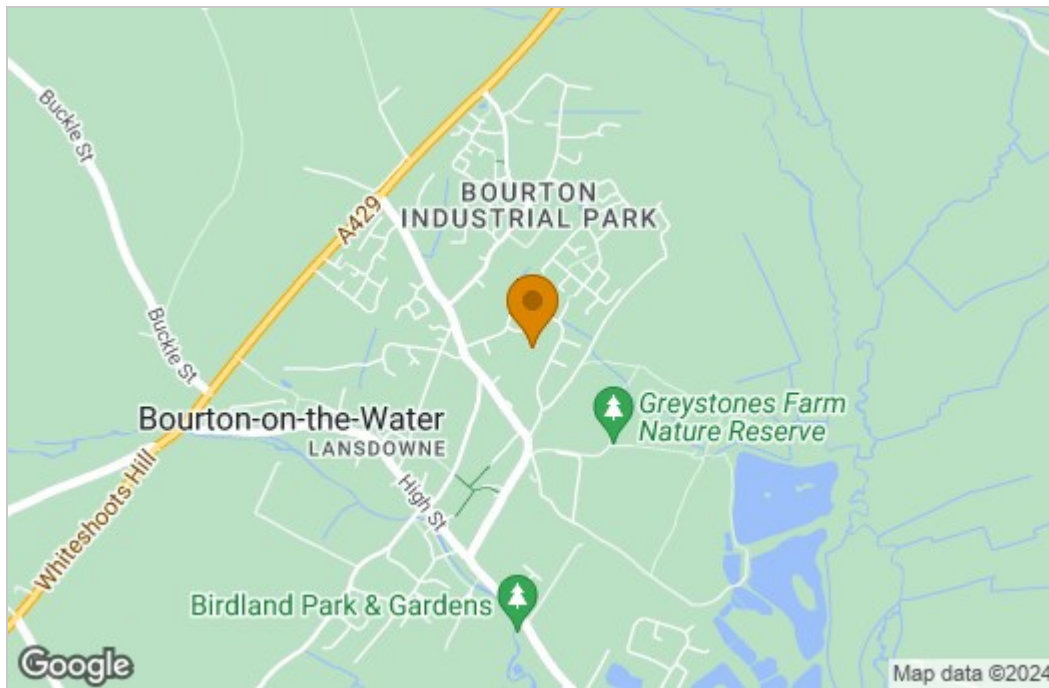 Buckle St
BOURTON
INDUSTRIAL PARK
A429
Buckle St
Bourton-on-the-Water
LANSDOWNE
Greystones Farm
Nature Reserve
High St
Whiteshoots Hill
Birdland Park & Gardens
Google
Map data ©2024